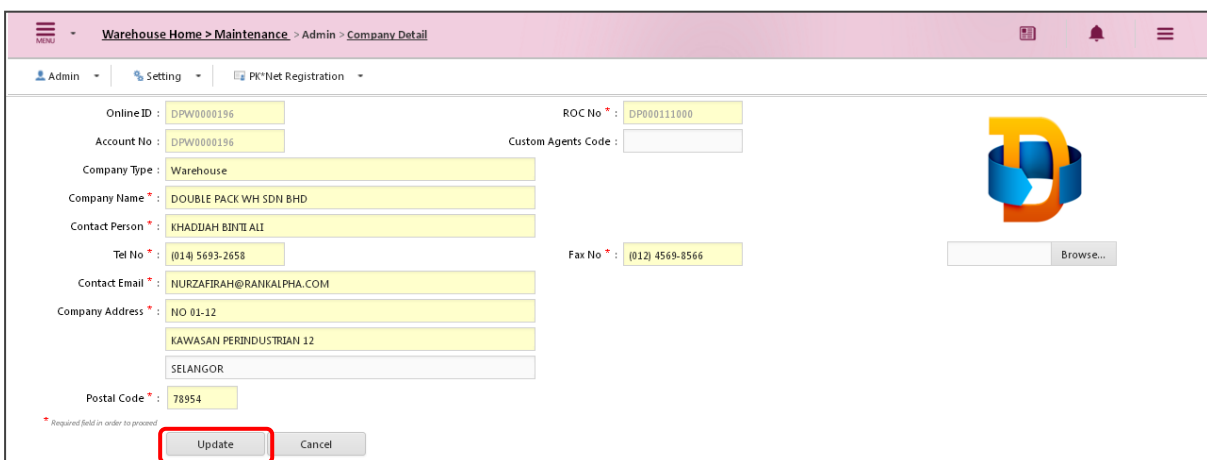 MENU Warehouse Home > Maintenance > Admin > Company Detail
Admin Setting PK*Net Registration
Online ID : DPW0000196 ROC No * : DP000111000
Account No : DPW0000196 Custom Agents Code :
Company Type : Warehouse
Company Name * : DOUBLE PACK WH SDN BHD
Contact Person * : KHADIJAH BINTI ALI
Tel No * : (014) 5693-2658 Fax No * : (012) 4569-8566 Browse...
Contact Email * : NURZAFIRAH@RANKALPHA.COM
Company Address * : NO 01-12
KAWASAN PERINDUSTRIAN 12
SELANGOR
Postal Code * : 78954
* Required field in order to proceed
Update Cancel